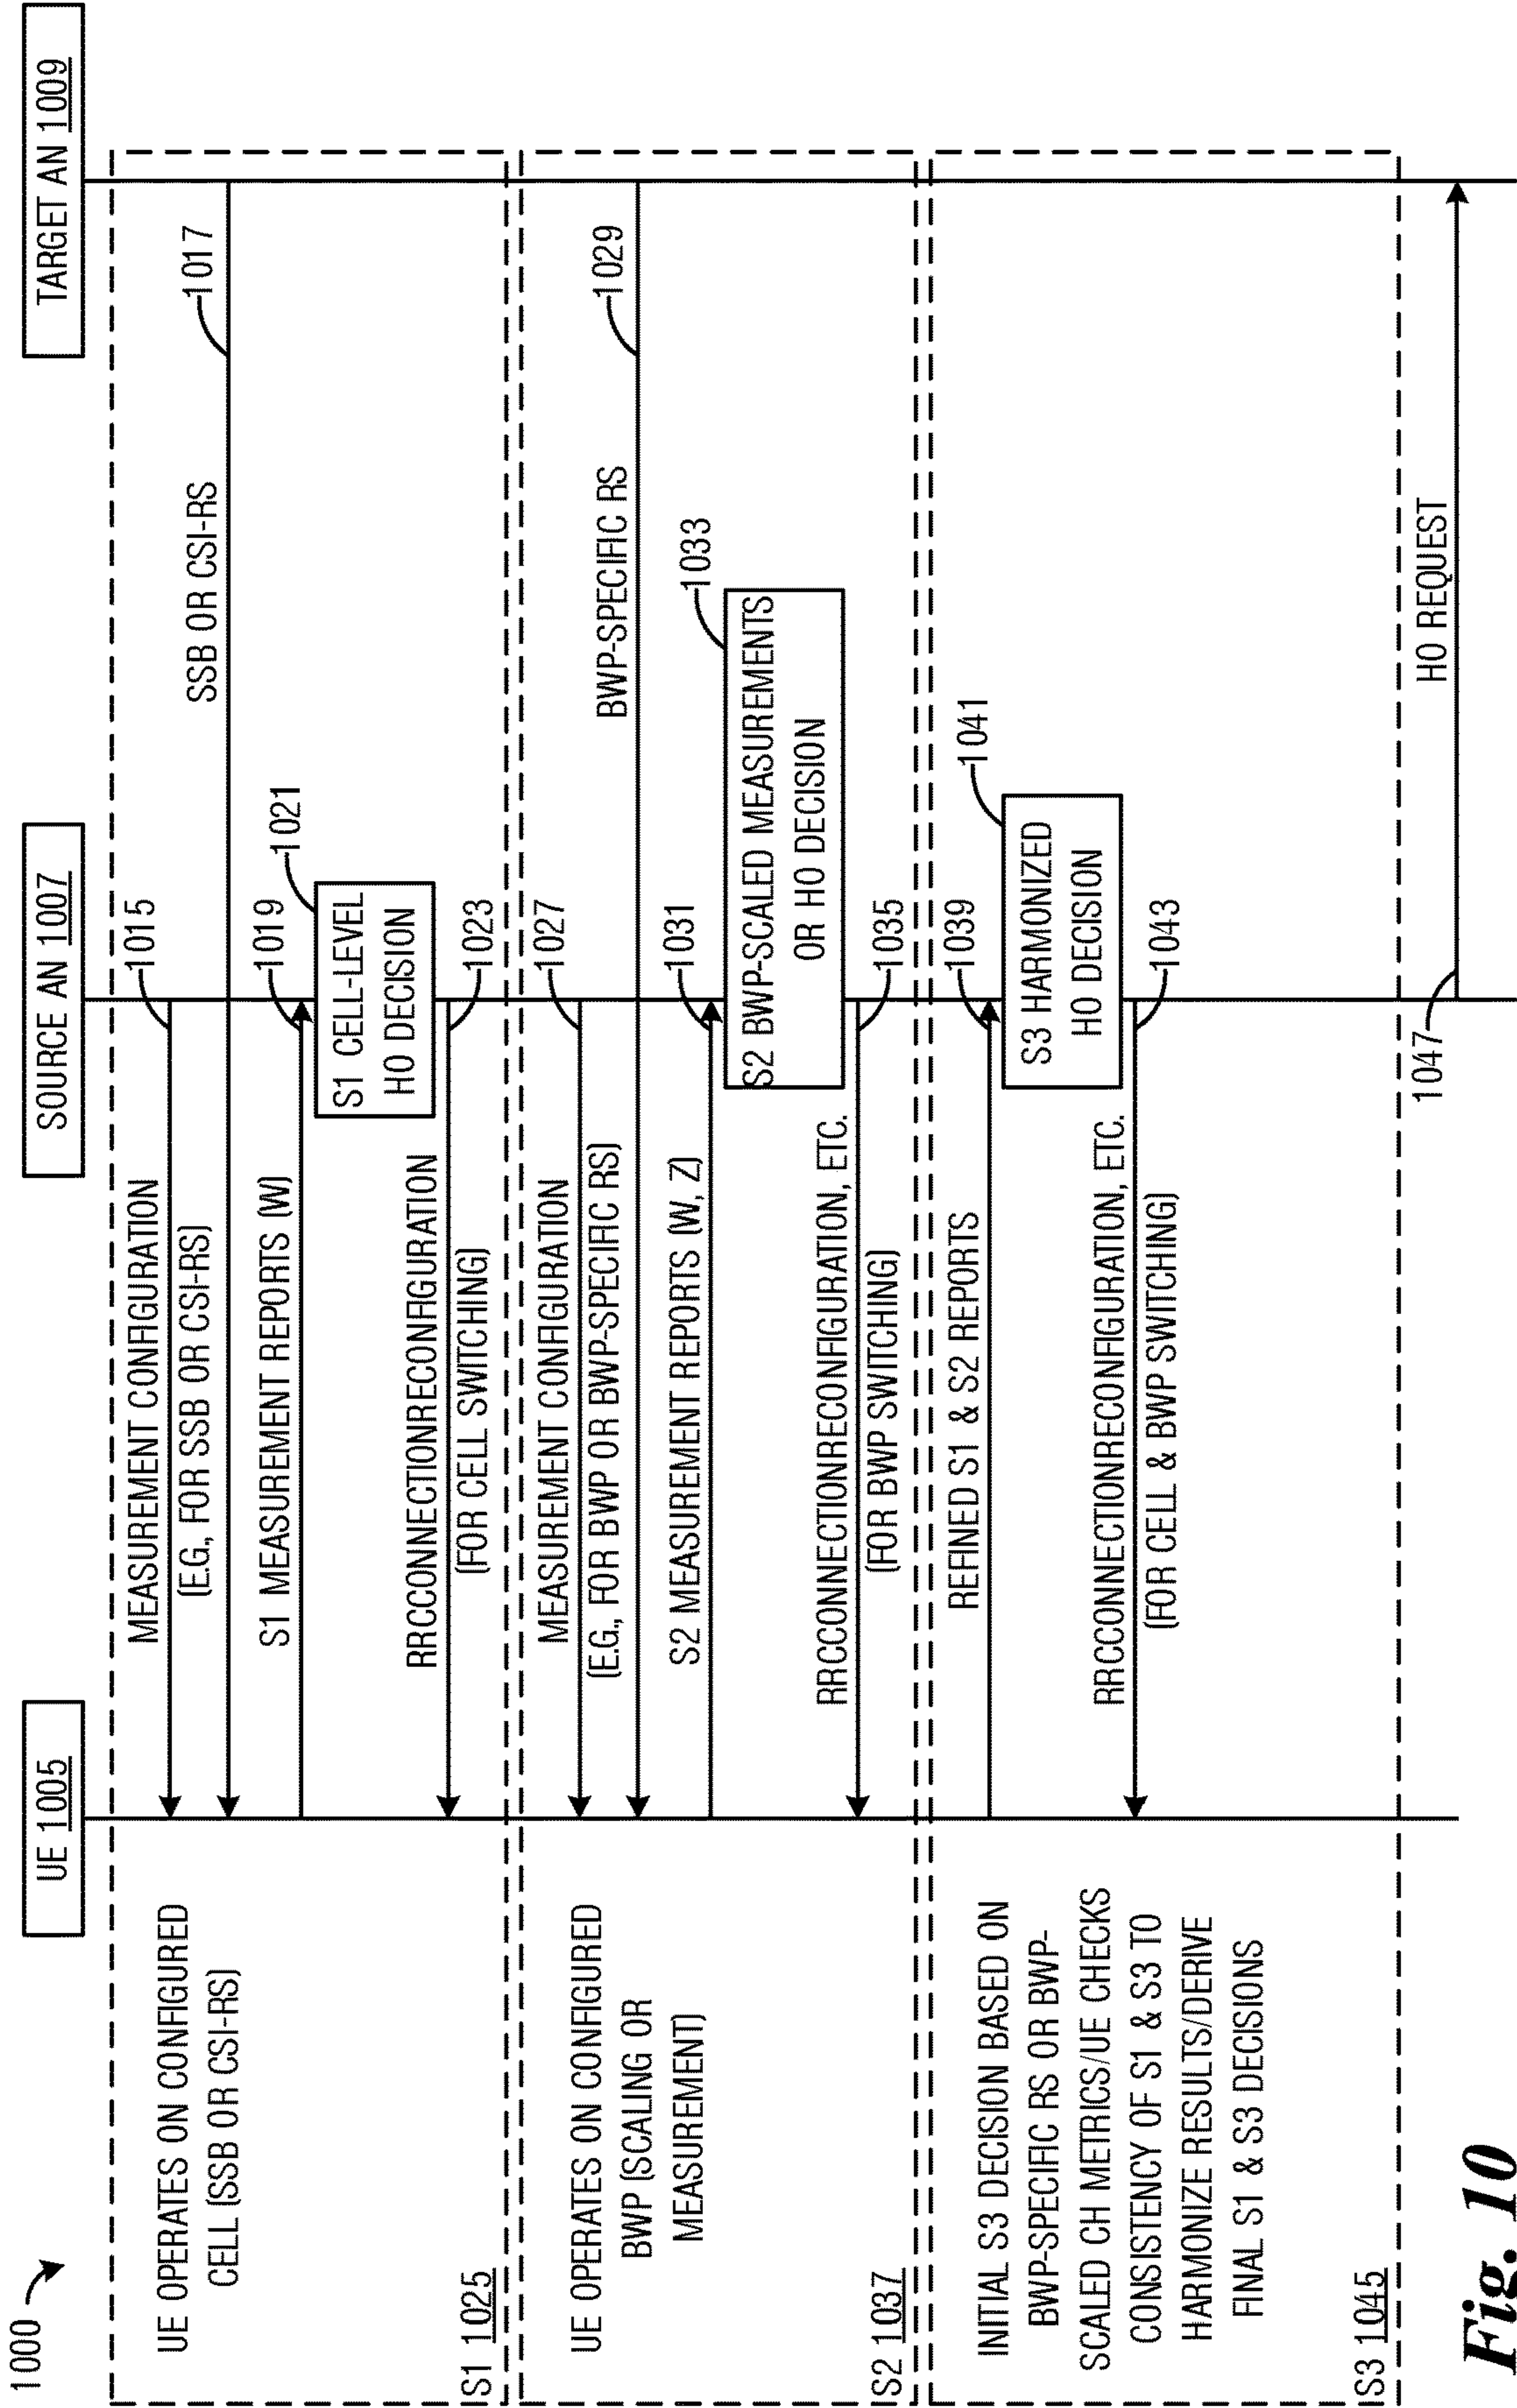 1000
UE 1005
SOURCE AN 1007
TARGET AN 1009
UE OPERATES ON CONFIGURED
CELL (SSB OR CSI-RS)
S1 1025
MEASUREMENT CONFIGURATION
(E.G., FOR SSB OR CSI-RS)
1015
SSB OR CSI-RS
1017
S1 MEASUREMENT REPORTS (W)
1019
S1 CELL-LEVEL
HO DECISION
1021
RRCCONNECTIONRECONFIGURATION
(FOR CELL SWITCHING)
1023
UE OPERATES ON CONFIGURED
BWP (SCALING OR
MEASUREMENT)
S2 1037
MEASUREMENT CONFIGURATION
(E.G., FOR BWP OR BWP-SPECIFIC RS)
1027
BWP-SPECIFIC RS
1029
S2 MEASUREMENT REPORTS (W, Z)
1031
S2 BWP-SCALED MEASUREMENTS
OR HO DECISION
1033
RRCCONNECTIONRECONFIGURATION, ETC.
(FOR BWP SWITCHING)
1035
INITIAL S3 DECISION BASED ON
BWP-SPECIFIC RS OR BWP-
SCALED CH METRICS/UE CHECKS
CONSISTENCY OF S1 & S3 TO
HARMONIZE RESULTS/DERIVE
FINAL S1 & S3 DECISIONS
S3 1045
REFINED S1 & S2 REPORTS
1039
S3 HARMONIZED
HO DECISION
1041
RRCCONNECTIONRECONFIGURATION, ETC.
(FOR CELL & BWP SWITCHING)
1043
1047
HO REQUEST
Fig. 10